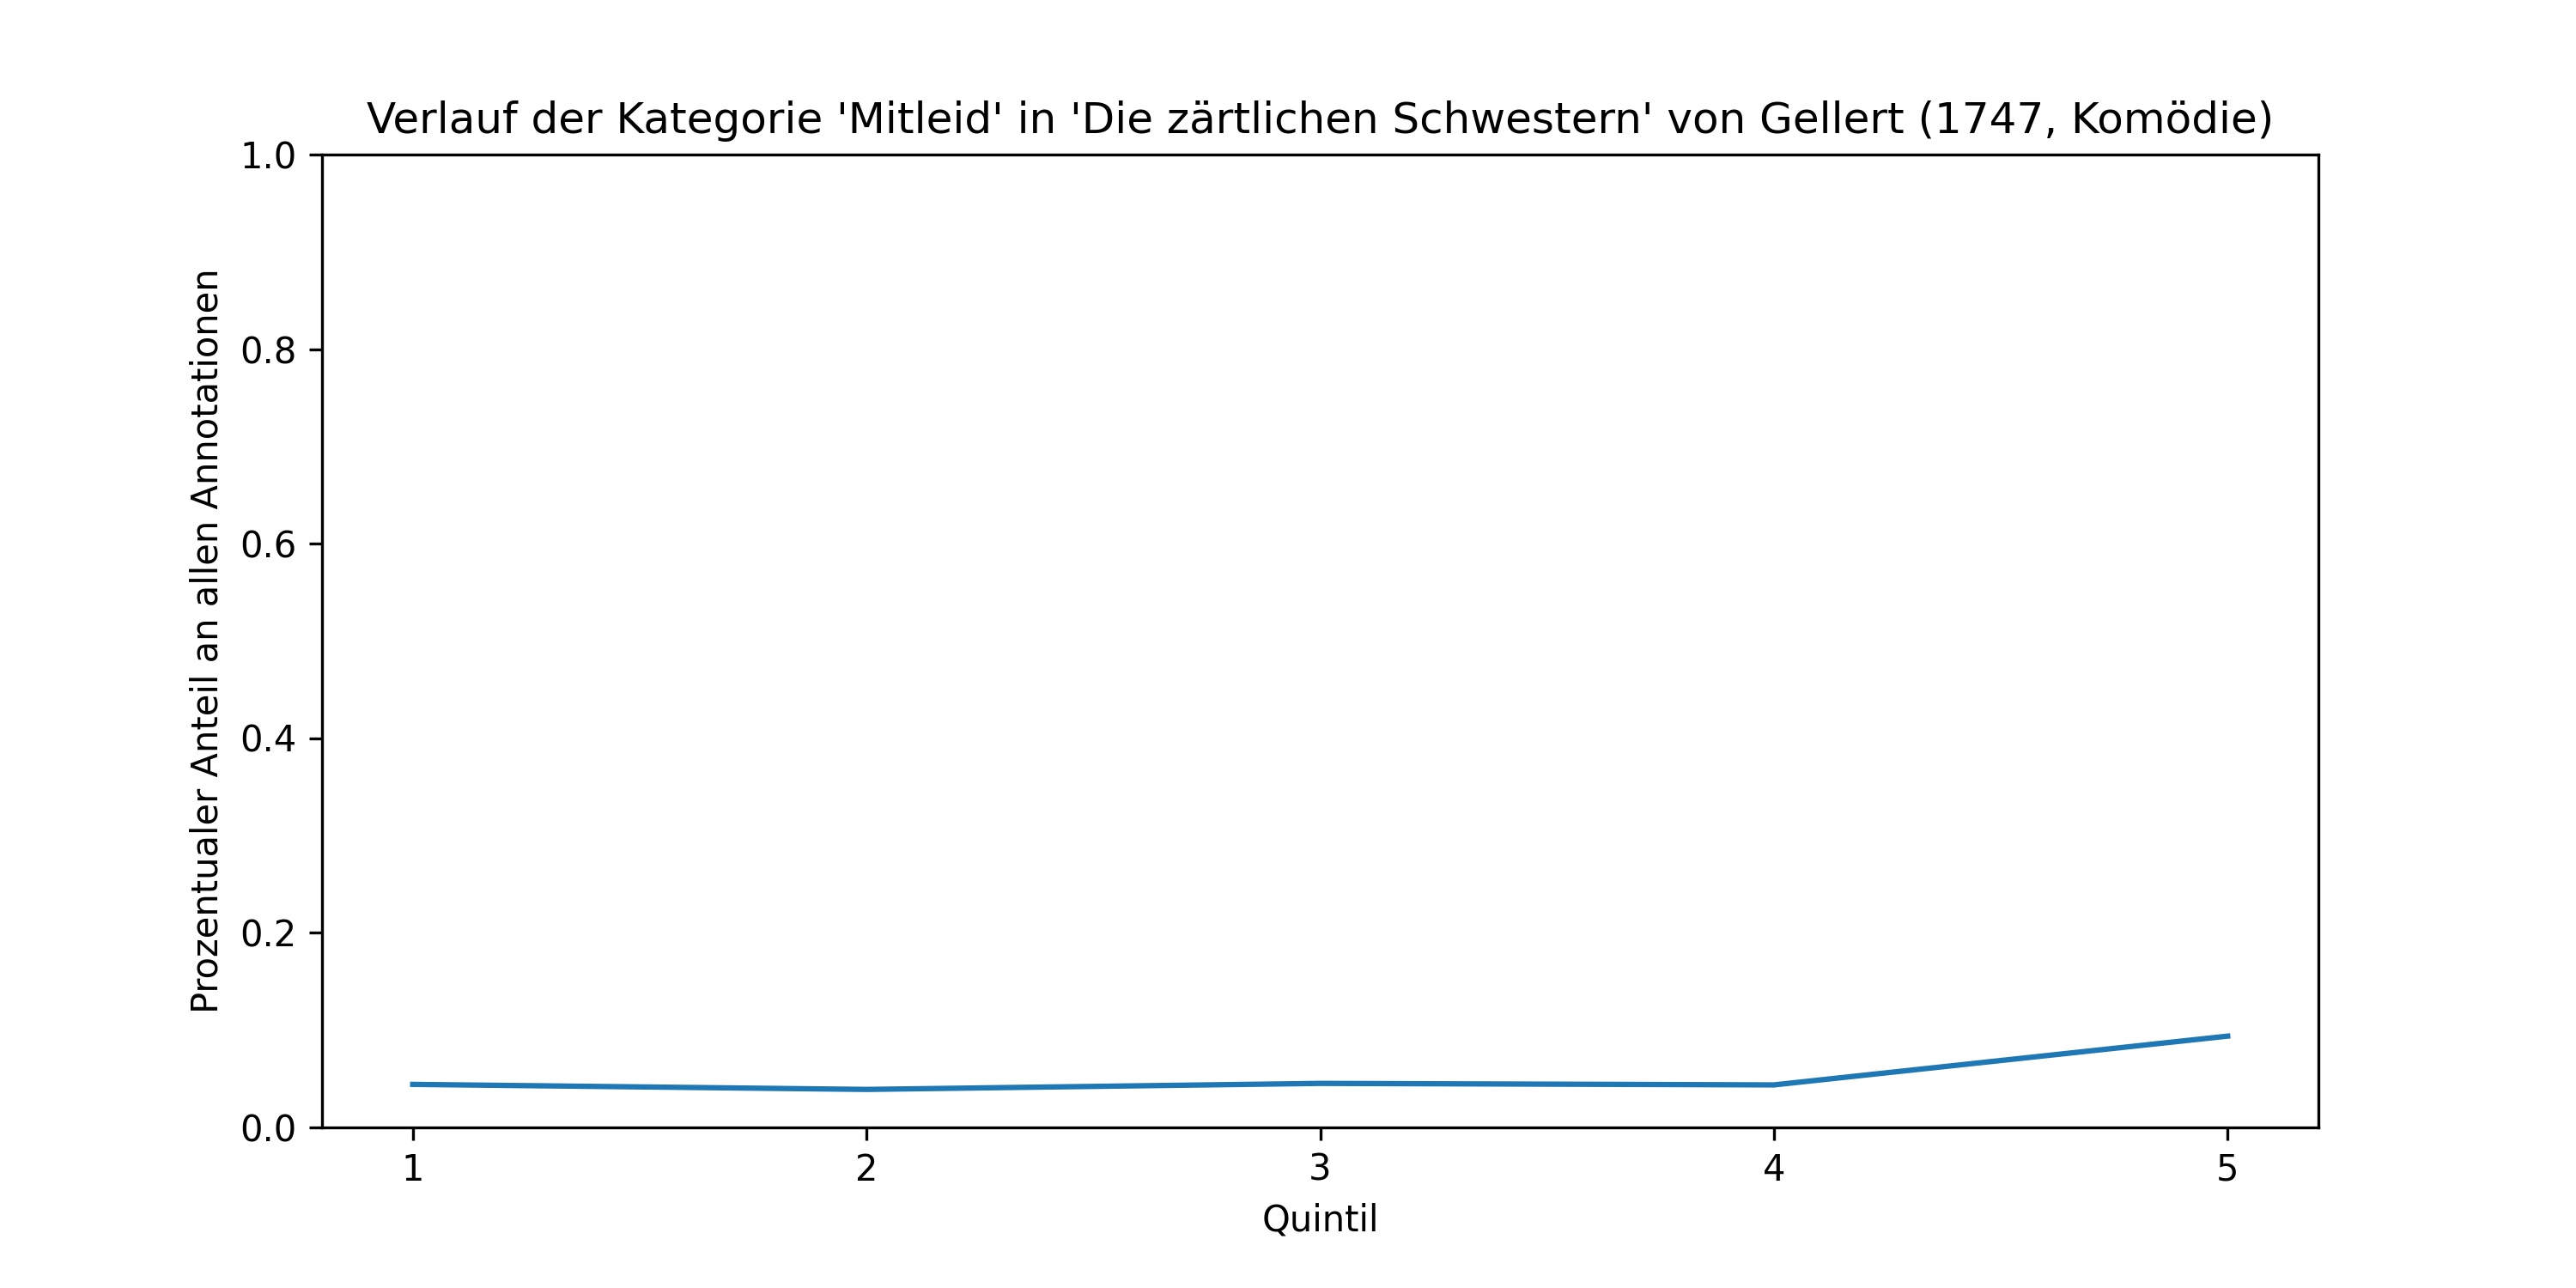 Verlauf der Kategorie 'Mitleid' in 'Die zärtlichen Schwestern' von Gellert (1747, Komödie)
Prozentualer Anteil an allen Annotationen
1.0
0.8
0.6
0.4
0.2
0.0
1 2 3 4 5
Quintil